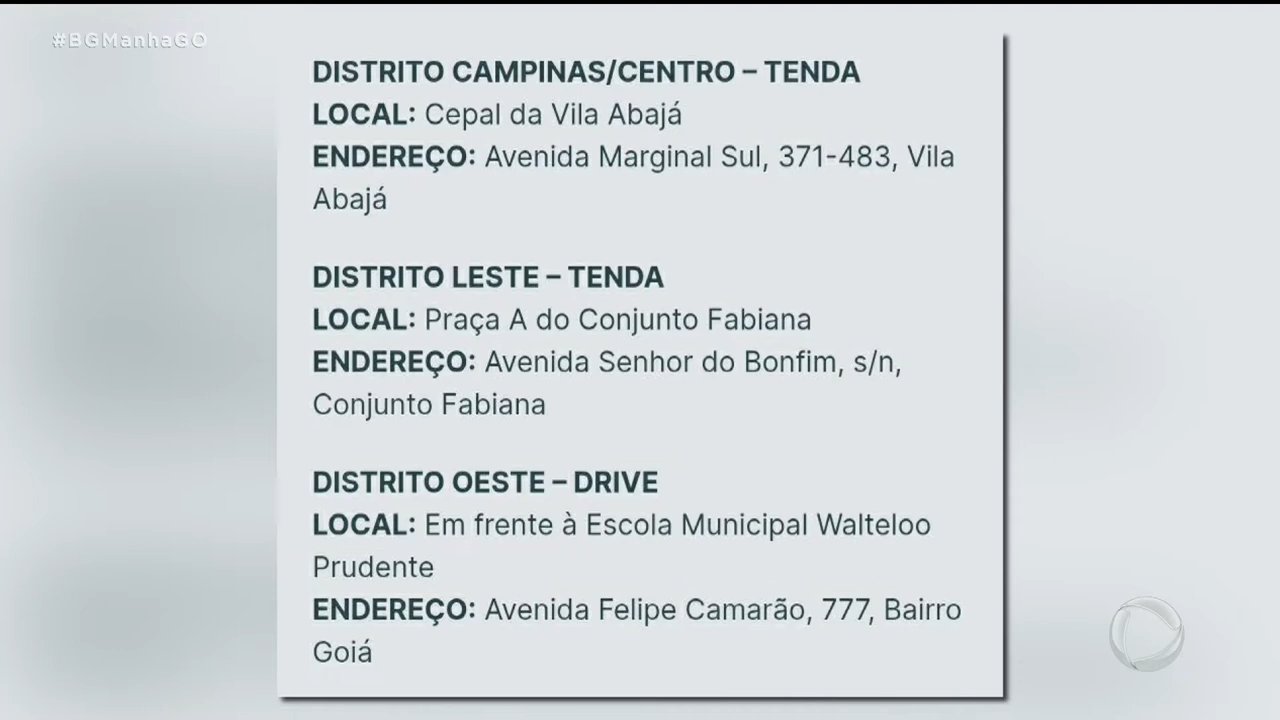 #BGManhaGO
DISTRITO CAMPINAS/CENTRO – TENDA
LOCAL: Cepal da Vila Abajá
ENDEREÇO: Avenida Marginal Sul, 371-483, Vila
Abajá
DISTRITO LESTE – TENDA
LOCAL: Praça A do Conjunto Fabiana
ENDEREÇO: Avenida Senhor do Bonfim, s/n,
Conjunto Fabiana
DISTRITO OESTE – DRIVE
LOCAL: Em frente à Escola Municipal Walteloo
Prudente
ENDEREÇO: Avenida Felipe Camarão, 777, Bairro
Goiá